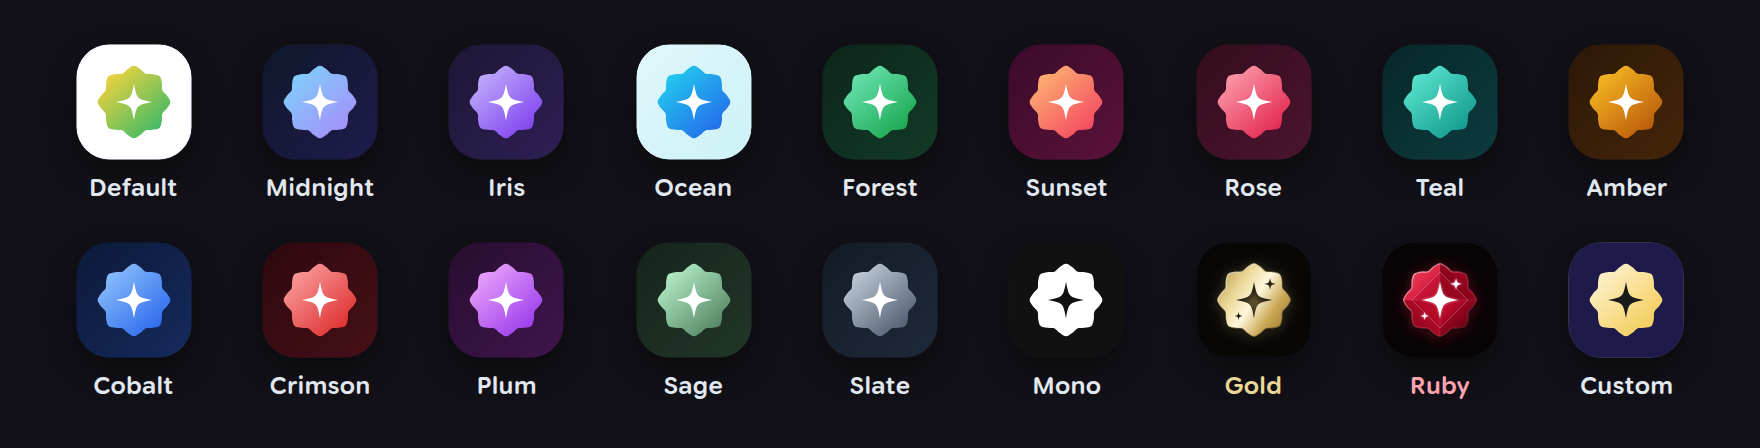 Default Midnight Iris Ocean Forest Sunset Rose Teal Amber
Cobalt Crimson Plum Sage Slate Mono Gold Ruby Custom